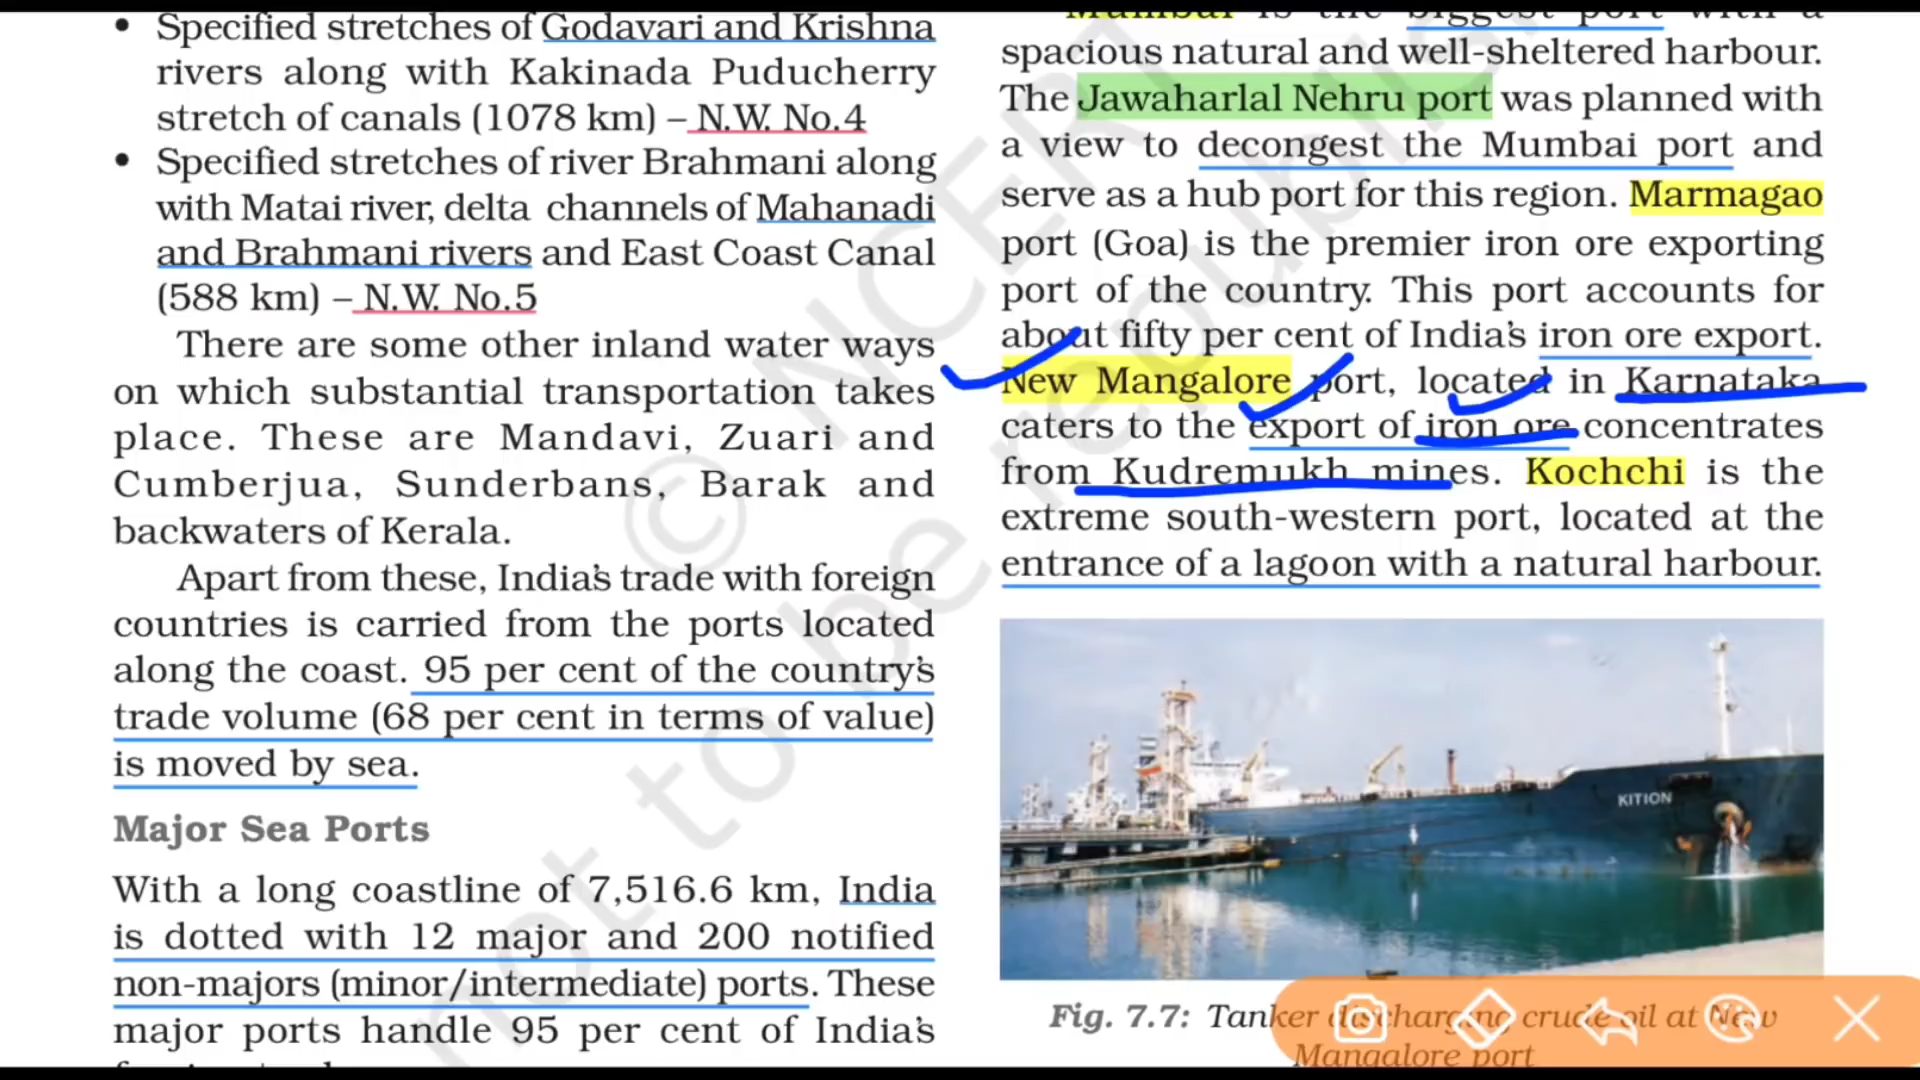 • Specified stretches of Godavari and Krishna
rivers along with Kakinada Puducherry
stretch of canals (1078 km) – N.W. No.4
• Specified stretches of river Brahmani along
with Matai river, delta channels of Mahanadi
and Brahmani rivers and East Coast Canal
(588 km) – N.W. No.5
There are some other inland water ways
on which substantial transportation takes
place. These are Mandavi, Zuari and
Cumberjua, Sunderbans, Barak and
backwaters of Kerala.
Apart from these, India's trade with foreign
countries is carried from the ports located
along the coast. 95 per cent of the country's
trade volume (68 per cent in terms of value)
is moved by sea.
Major Sea Ports
With a long coastline of 7,516.6 km, India
is dotted with 12 major and 200 notified
non-majors (minor/intermediate) ports. These
major ports handle 95 per cent of India's
Mumbai is the biggest port with a
spacious natural and well-sheltered harbour.
The Jawaharlal Nehru port was planned with
a view to decongest the Mumbai port and
serve as a hub port for this region. Marmagao
port (Goa) is the premier iron ore exporting
port of the country. This port accounts for
about fifty per cent of India's iron ore export.
New Mangalore port, located in Karnataka
caters to the export of iron ore concentrates
from Kudremukh mines. Kochchi is the
extreme south-western port, located at the
entrance of a lagoon with a natural harbour.
KITION
Fig. 7.7: Tanker discharging crude oil at New
Mangalore port
© NCERT
not to be republished